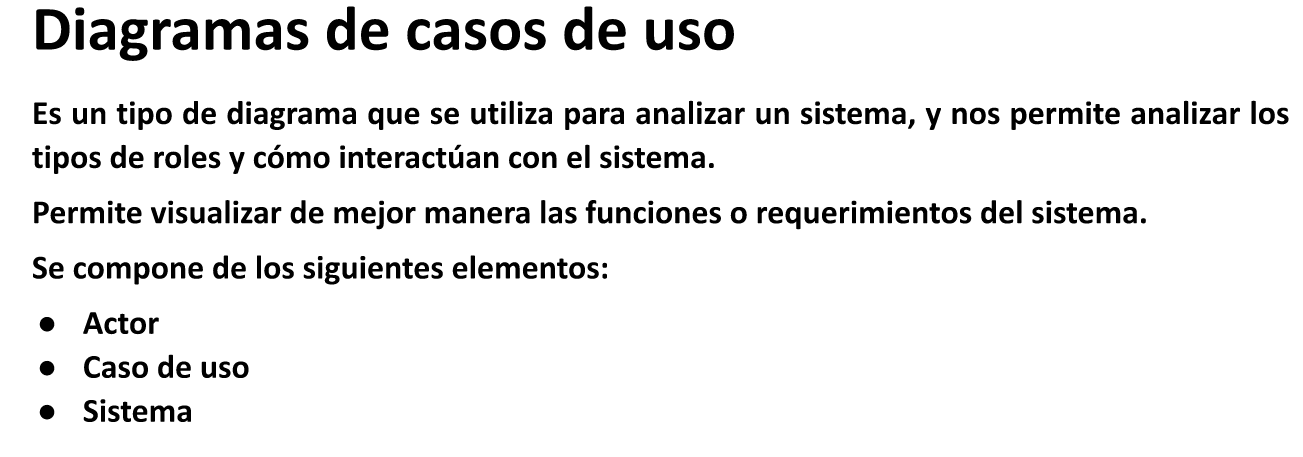 Diagramas de casos de uso
Es un tipo de diagrama que se utiliza para analizar un sistema, y nos permite analizar los
tipos de roles y cómo interactúan con el sistema.
Permite visualizar de mejor manera las funciones o requerimientos del sistema.
Se compone de los siguientes elementos:
● Actor
● Caso de uso
● Sistema